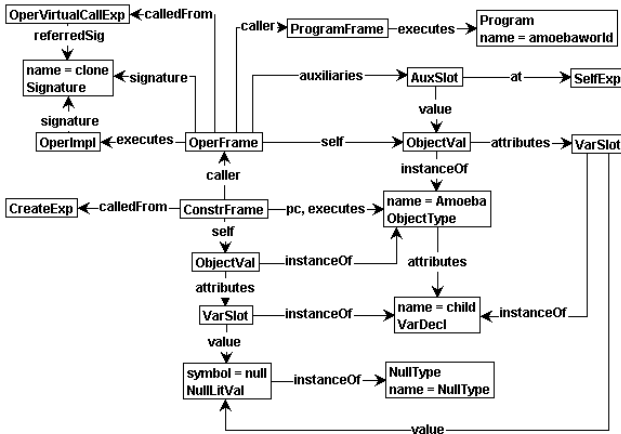 OperVirtualCallExp
calledFrom
caller
ProgramFrame
executes
Program
name = amoebaworld
referredSig
name = clone
Signature
signature
auxiliaries
AuxSlot
at
SelfExp
value
signature
OperImpl
executes
OperFrame
self
ObjectVal
attributes
VarSlot
caller
instanceOf
CreateExp
calledFrom
ConstrFrame
pc, executes
name = Amoeba
ObjectType
self
ObjectVal
instanceOf
attributes
attributes
VarSlot
instanceOf
name = child
VarDecl
instanceOf
value
symbol = null
NullLitVal
instanceOf
NullType
name = NullType
value